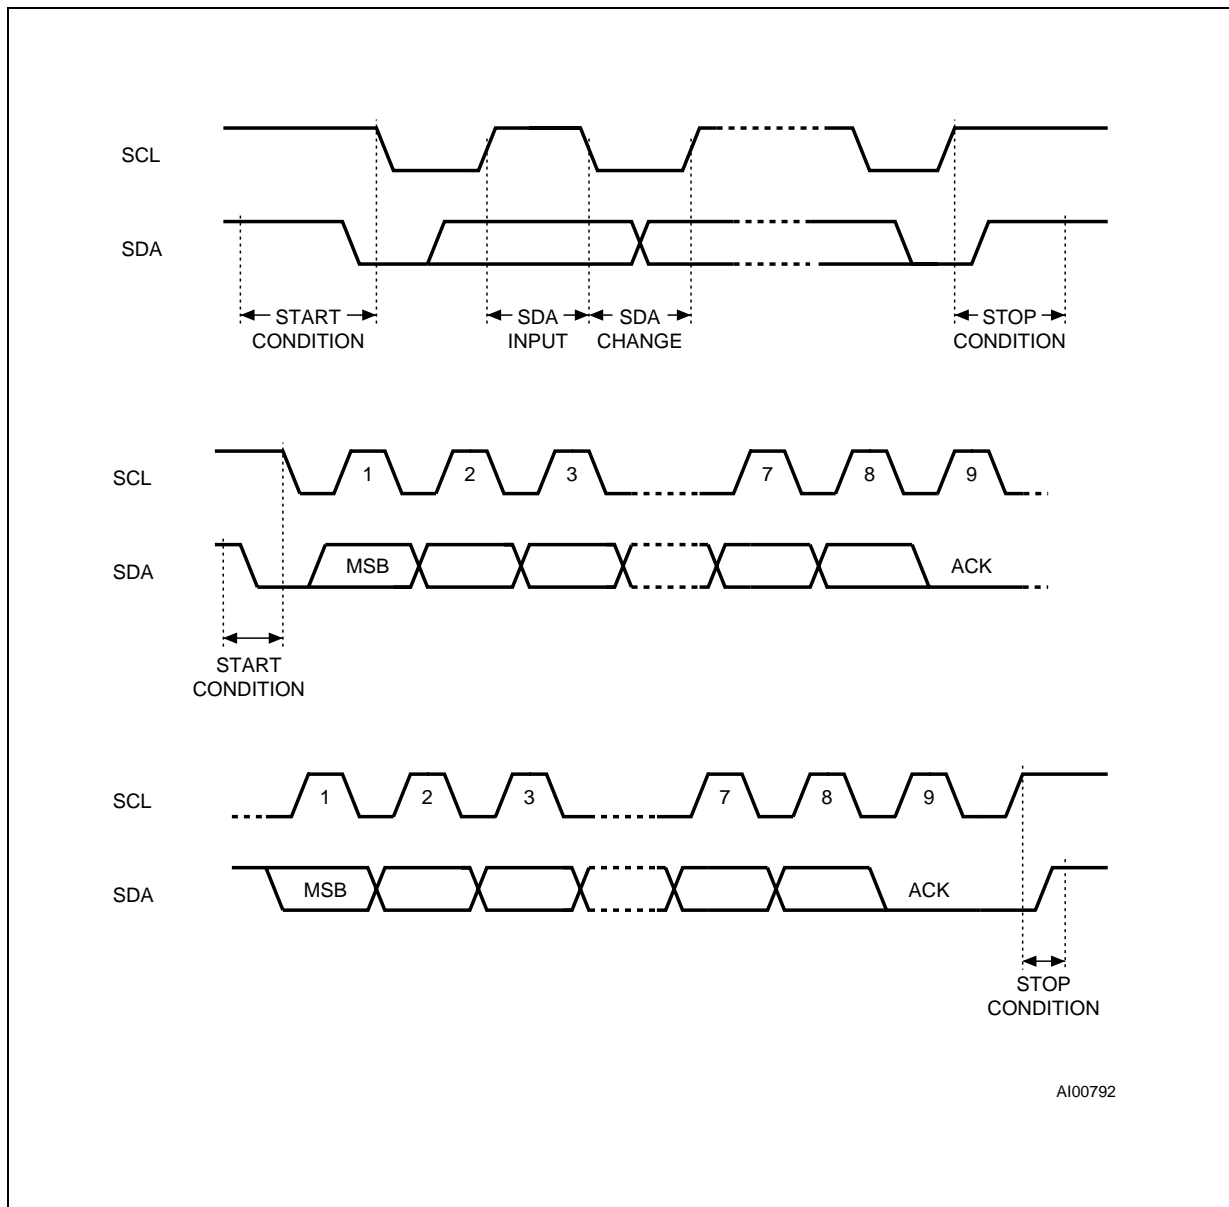 SCL
SDA
START
CONDITION
SDA
INPUT
SDA
CHANGE
STOP
CONDITION
SCL
1 2 3 7 8 9
SDA
MSB ACK
START
CONDITION
SCL
1 2 3 7 8 9
SDA
MSB ACK
STOP
CONDITION
AI00792